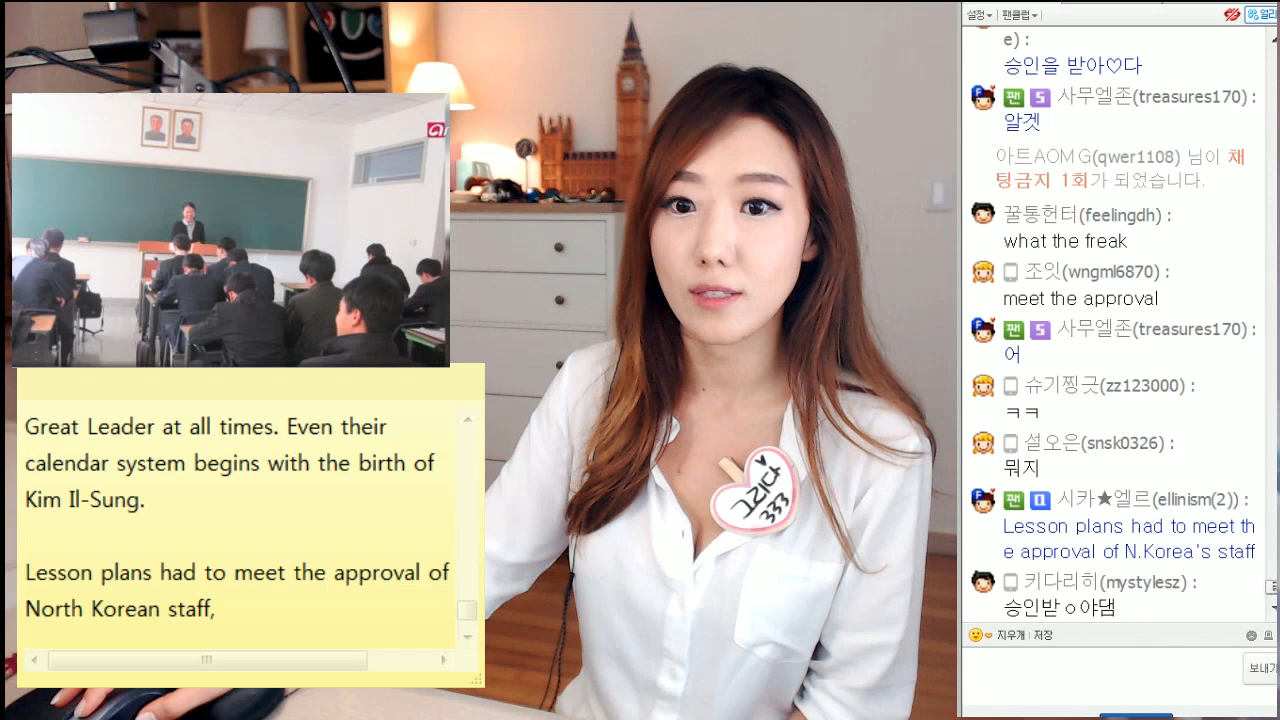 Great Leader at all times. Even their
calendar system begins with the birth of
Kim Il-Sung.
Lesson plans had to meet the approval of
North Korean staff,
그리다
333
설정 팬클럽
e) :
승인을 받아♡다
팬 S 사무엘존(treasures170) :
알겟
아트AOMG(qwer1108) 님이 채
팅금지 1회가 되었습니다.
꿀통헌터(feelingdh) :
what the freak
조잇(wngml6870) :
meet the approval
팬 S 사무엘존(treasures170) :
어
슈기찡긋(zz123000) :
ㅋㅋ
설오은(snsk0326) :
뭐지
팬 시카★엘르(ellinism(2)) :
Lesson plans had to meet th
e approval of N.Korea's staff
키다리히(mystylesz) :
승인받ㅇ야댐
지우개 저장
보내기